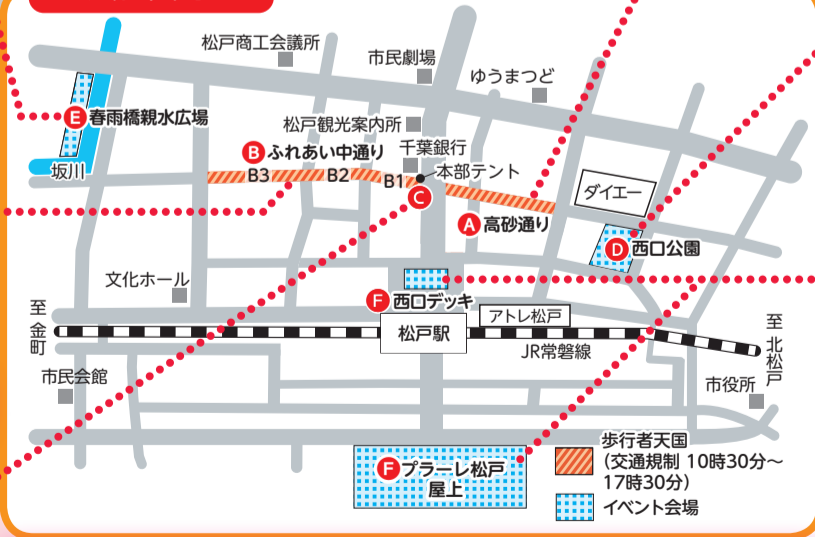 松戸商工会議所
市民劇場
ゆうまつど
E 春雨橋親水広場
松戸観光案内所
千葉銀行
B ふれあい中通り
本部テント
坂川
B3
B2
B1
C
ダイエー
A 高砂通り
D 西口公園
文化ホール
F 西口デッキ
アトレ松戸
至
金
町
松戸駅
JR常磐線
至
北
松
戸
市民会館
市役所
F プラーレ松戸
屋上
歩行者天国
(交通規制 10時30分~
17時30分)
イベント会場